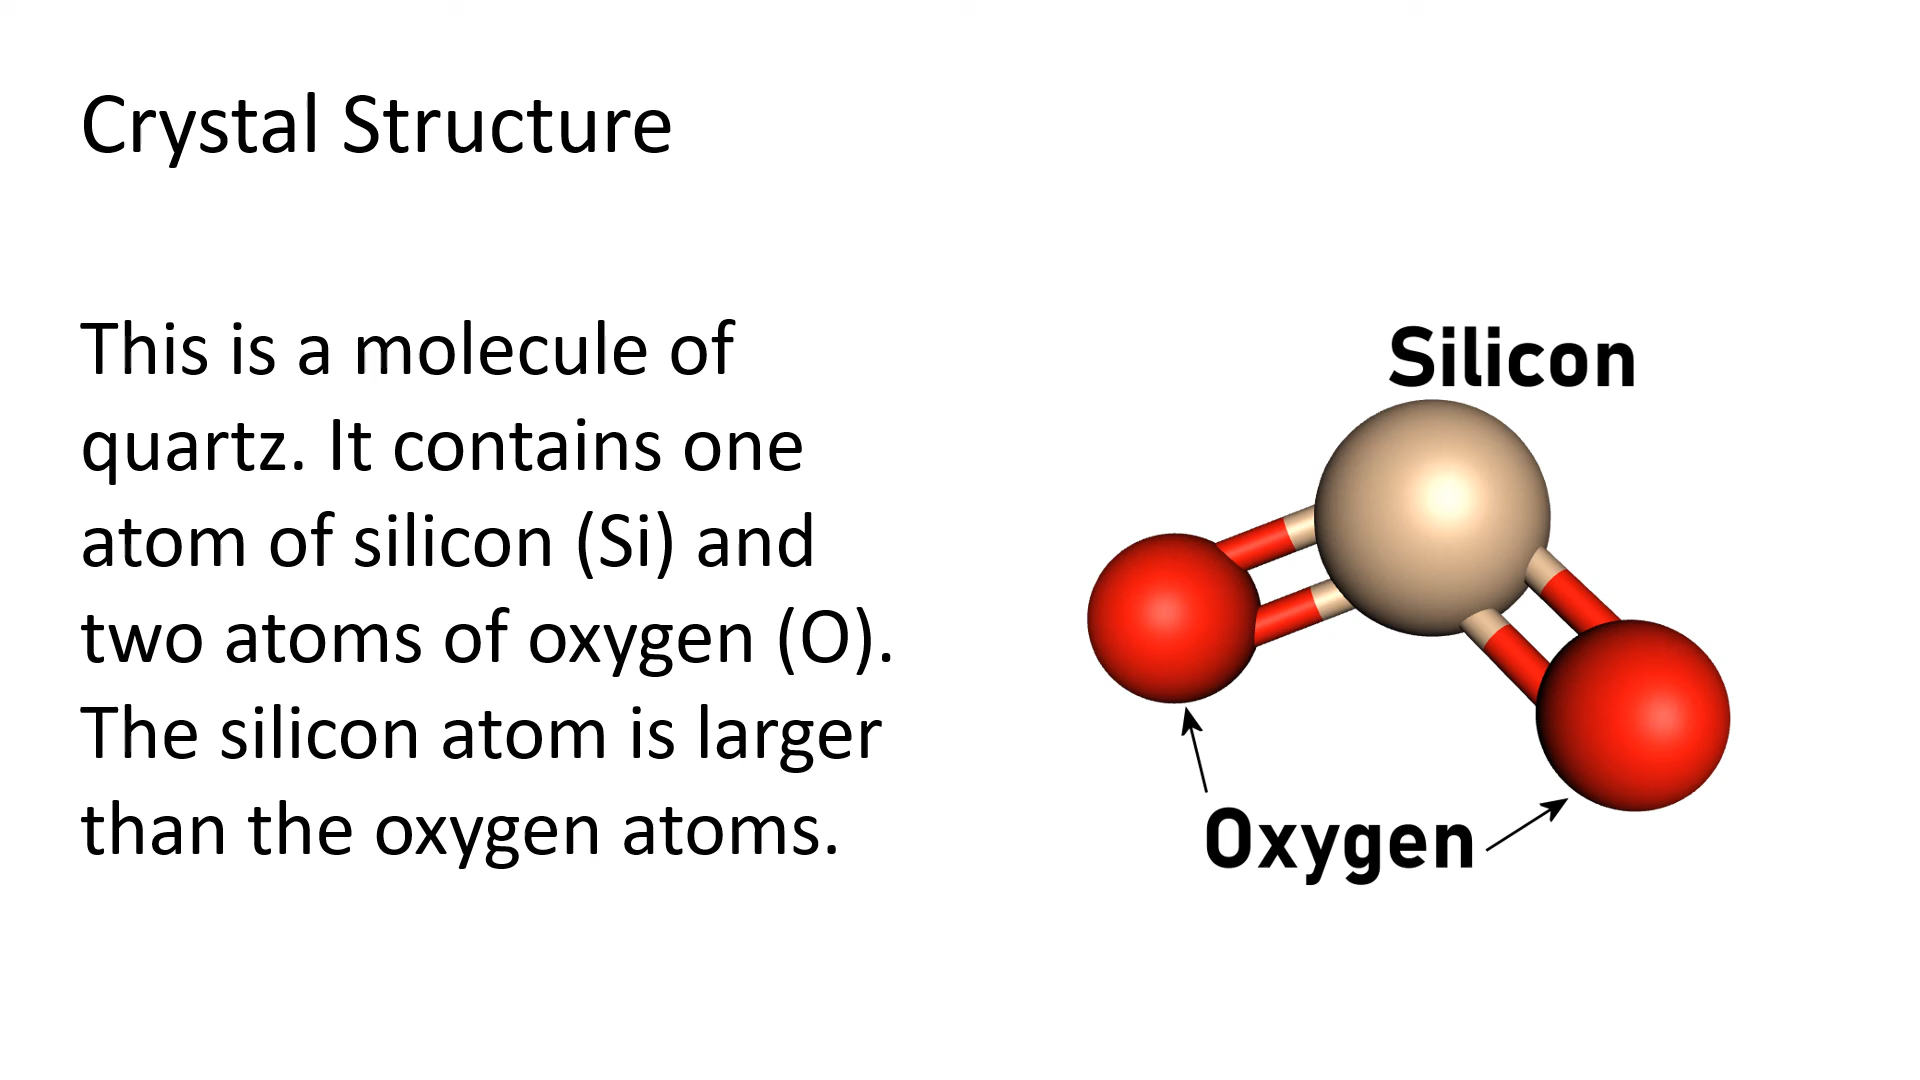 Crystal Structure
This is a molecule of
quartz. It contains one
atom of silicon (Si) and
two atoms of oxygen (O).
The silicon atom is larger
than the oxygen atoms.
Silicon
Oxygen